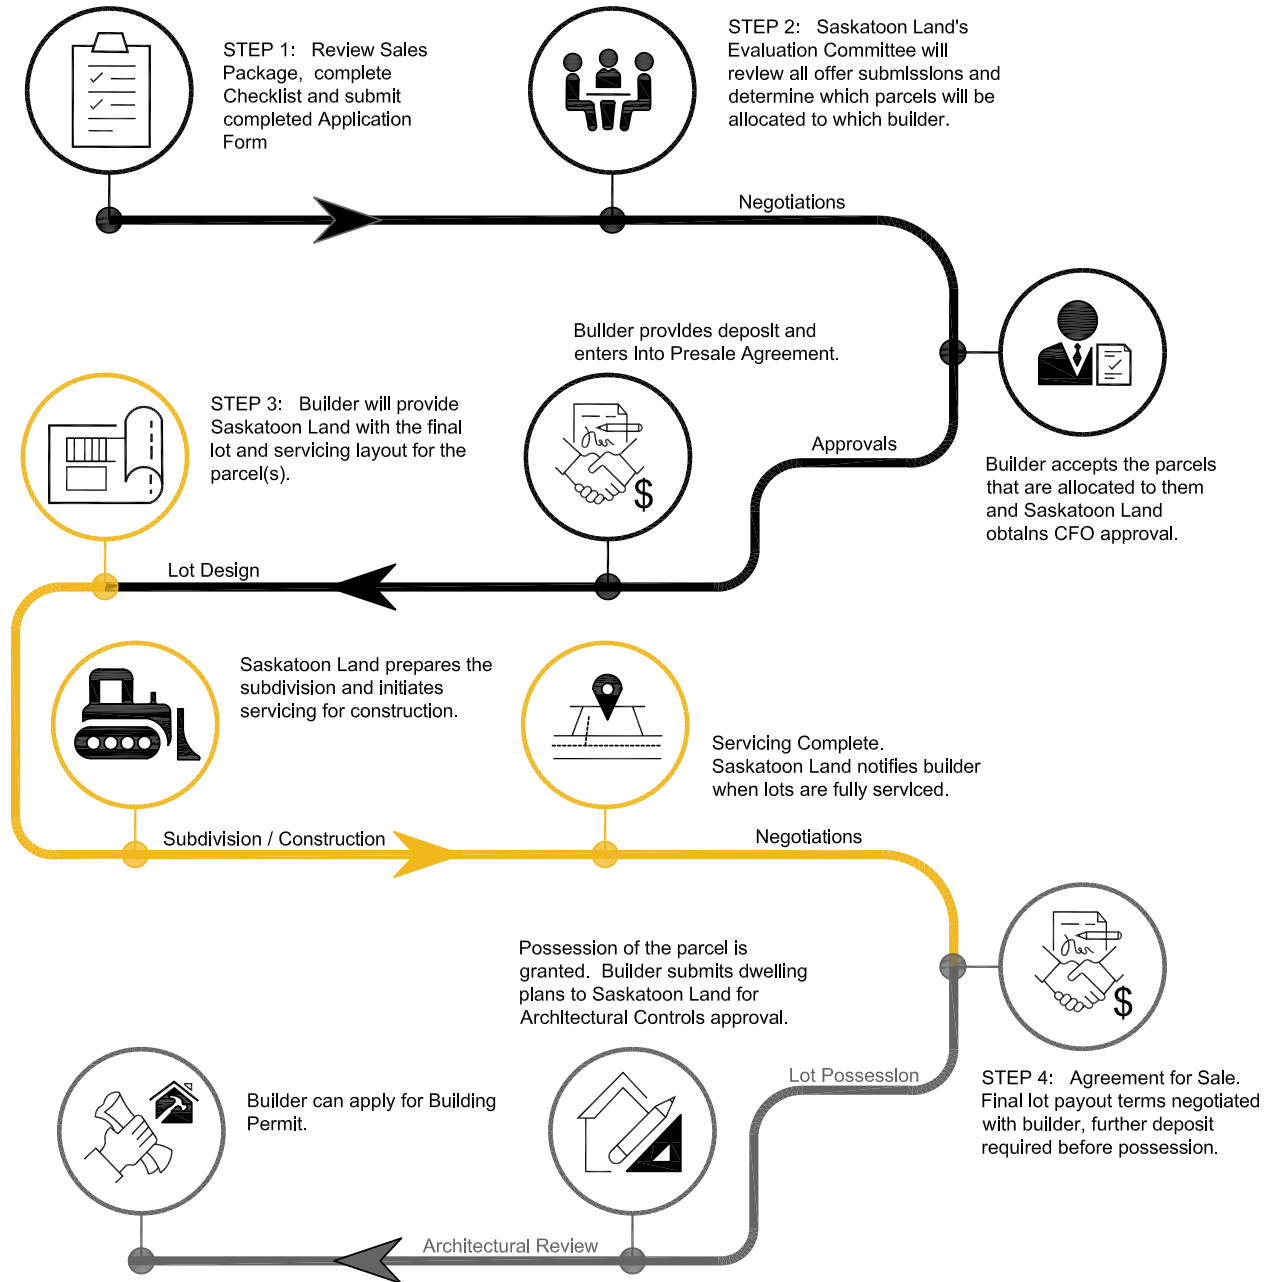 STEP 1: Review Sales
Package, complete
Checklist and submit
completed Application
Form
STEP 2: Saskatoon Land's
Evaluation Committee will
review all offer submissions and
determine which parcels will be
allocated to which builder.
Negotiations
Builder accepts the parcels
that are allocated to them
and Saskatoon Land
obtains CFO approval.
Approvals
Builder provides deposit and
enters into Presale Agreement.
$
Lot Design
STEP 3: Builder will provide
Saskatoon Land with the final
lot and servicing layout for the
parcel(s).
Saskatoon Land prepares the
subdivision and initiates
servicing for construction.
Subdivision / Construction
Servicing Complete.
Saskatoon Land notifies builder
when lots are fully serviced.
Negotiations
$
STEP 4: Agreement for Sale.
Final lot payout terms negotiated
with builder, further deposit
required before possession.
Lot Possession
Possession of the parcel is
granted. Builder submits dwelling
plans to Saskatoon Land for
Architectural Controls approval.
Architectural Review
Builder can apply for Building
Permit.